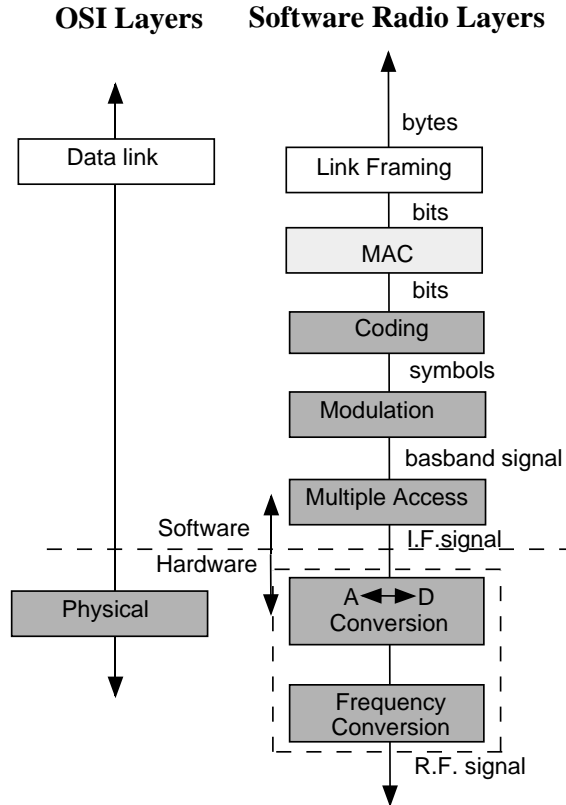 OSI Layers
Software Radio Layers
bytes
Data link
Link Framing
bits
MAC
bits
Coding
symbols
Modulation
basband signal
Multiple Access
Software
I.F.signal
Hardware
Physical
A D
Conversion
Frequency
Conversion
R.F. signal